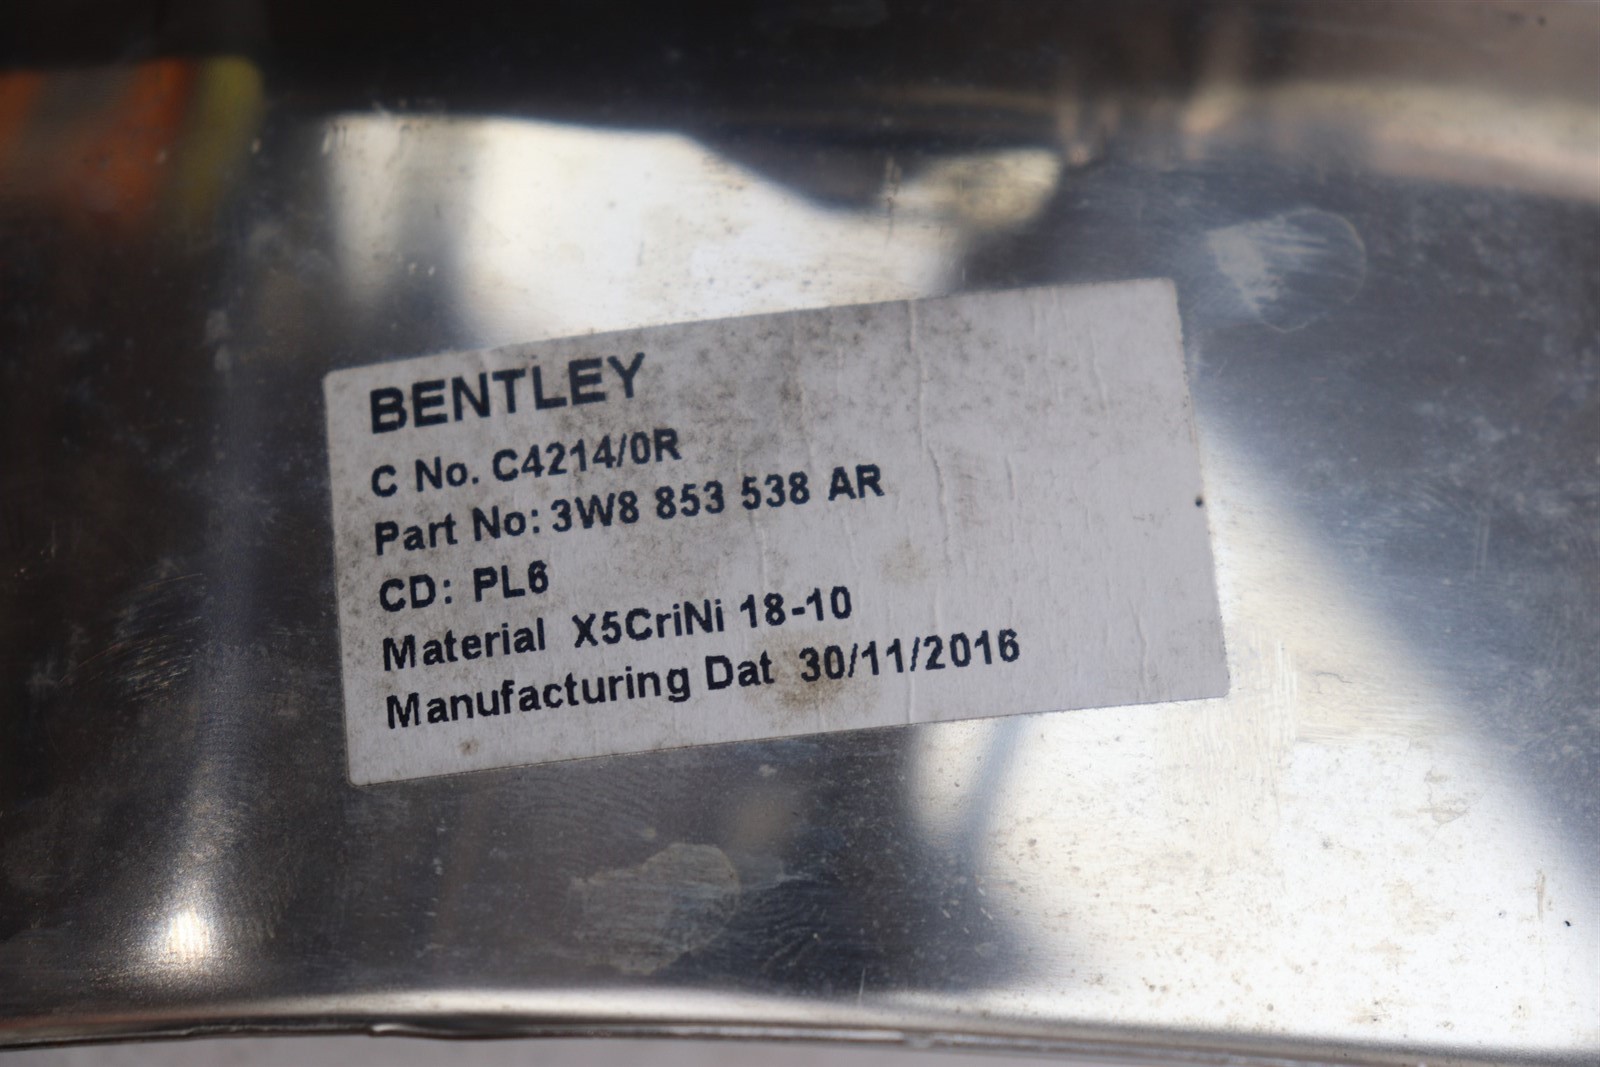 BENTLEY
C No. C4214/0R
Part No: 3W8 853 538 AR
CD: PL6
Material X5CriNi 18-10
Manufacturing Dat 30/11/2016